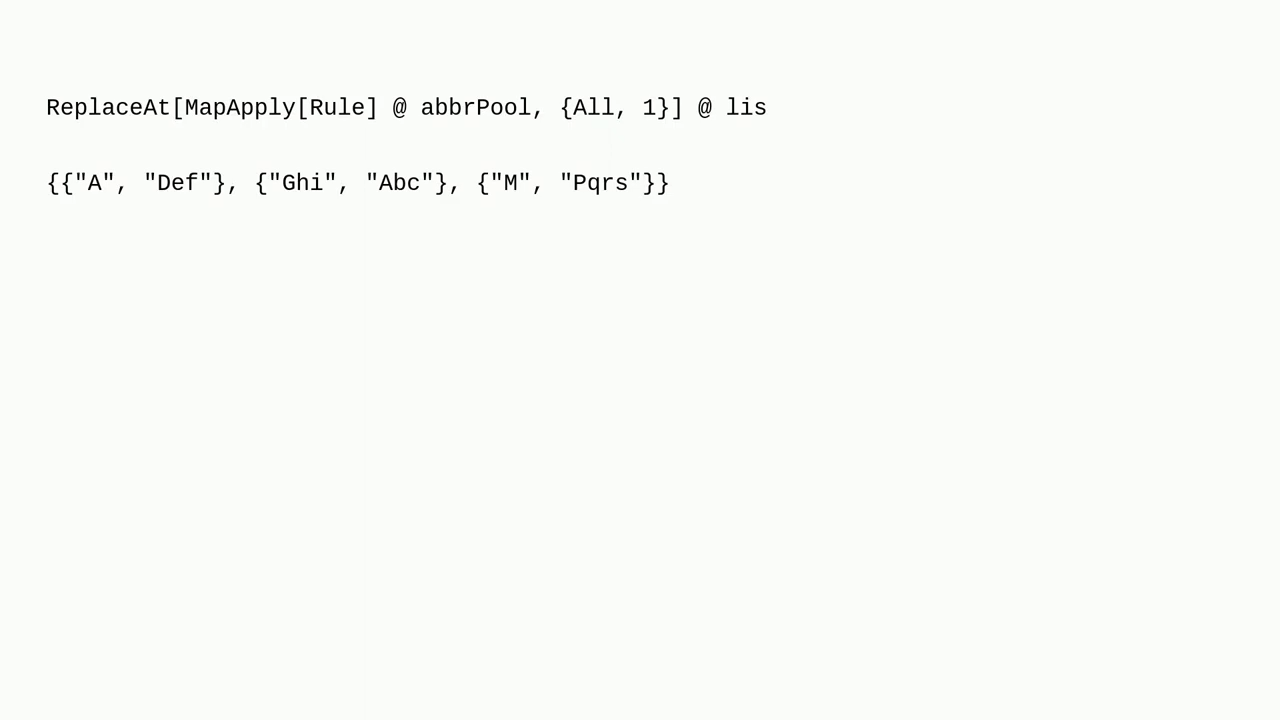 ReplaceAt[MapApply[Rule] @ abbrPool, {All, 1}] @ lis
{{"A", "Def"}, {"Ghi", "Abc"}, {"M", "Pqrs"}}